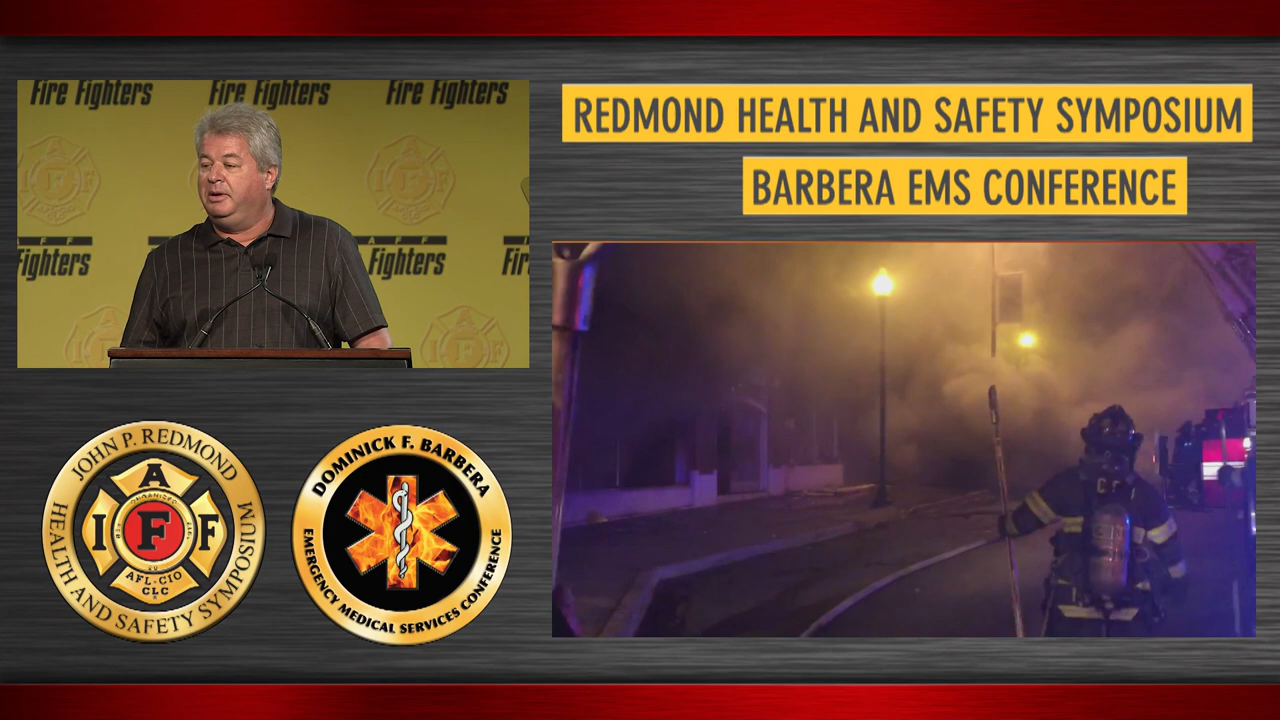 Fire Fighters Fire Fighters Fire Fighters
I A F F
A F F A F F
Fighters Fighters Fir
I A F F I A F F
REDMOND HEALTH AND SAFETY SYMPOSIUM
BARBERA EMS CONFERENCE
JOHN P. REDMOND
HEALTH AND SAFETY SYMPOSIUM
I A F F
ORGANIZED
AFL-CIO
CLC
DOMINICK F. BARBERA
EMERGENCY MEDICAL SERVICES CONFERENCE